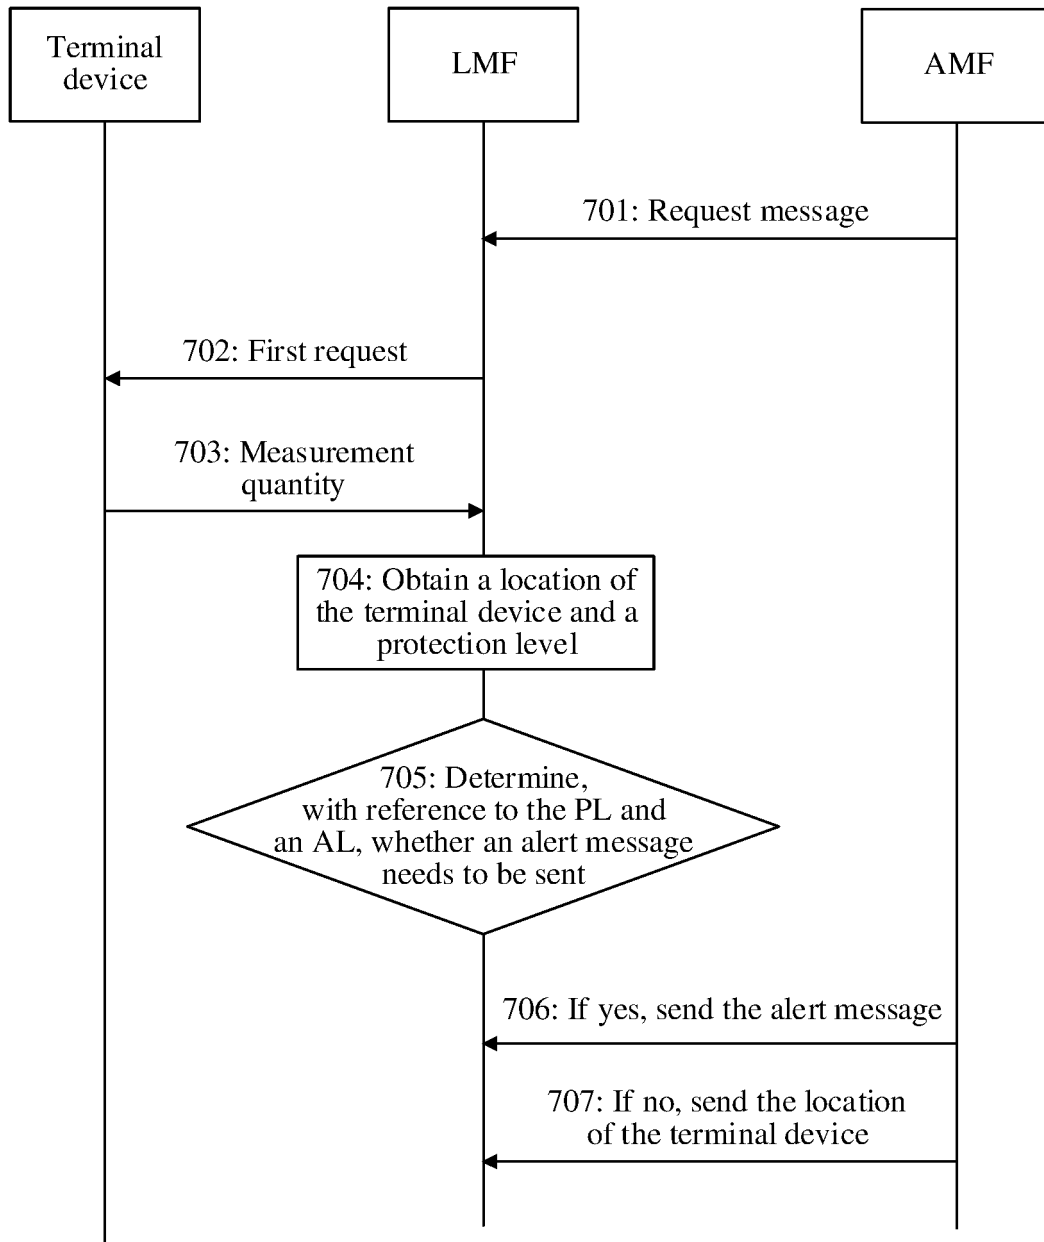 Terminal
device
LMF
AMF
701: Request message
702: First request
703: Measurement
quantity
704: Obtain a location of
the terminal device and a
protection level
705: Determine,
with reference to the PL and
an AL, whether an alert message
needs to be sent
706: If yes, send the alert message
707: If no, send the location
of the terminal device